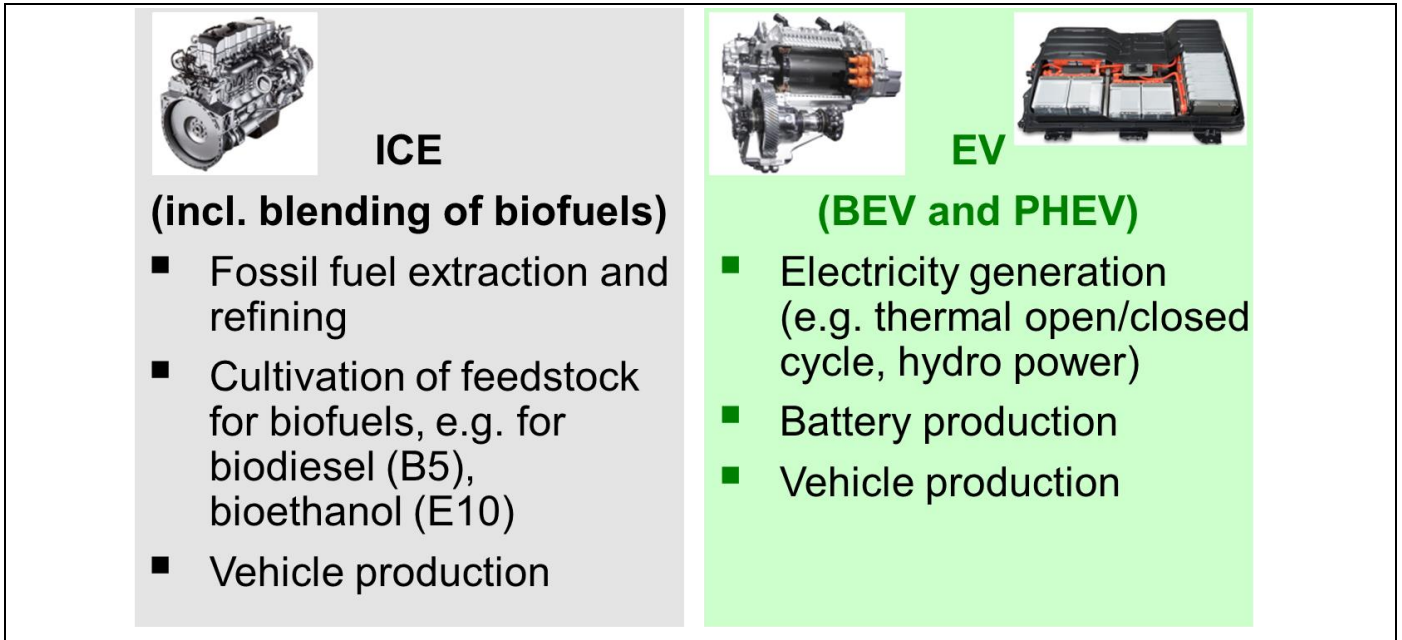 ICE
(incl. blending of biofuels)
■ Fossil fuel extraction and
refining
■ Cultivation of feedstock
for biofuels, e.g. for
biodiesel (B5),
bioethanol (E10)
■ Vehicle production
EV
(BEV and PHEV)
■ Electricity generation
(e.g. thermal open/closed
cycle, hydro power)
■ Battery production
■ Vehicle production